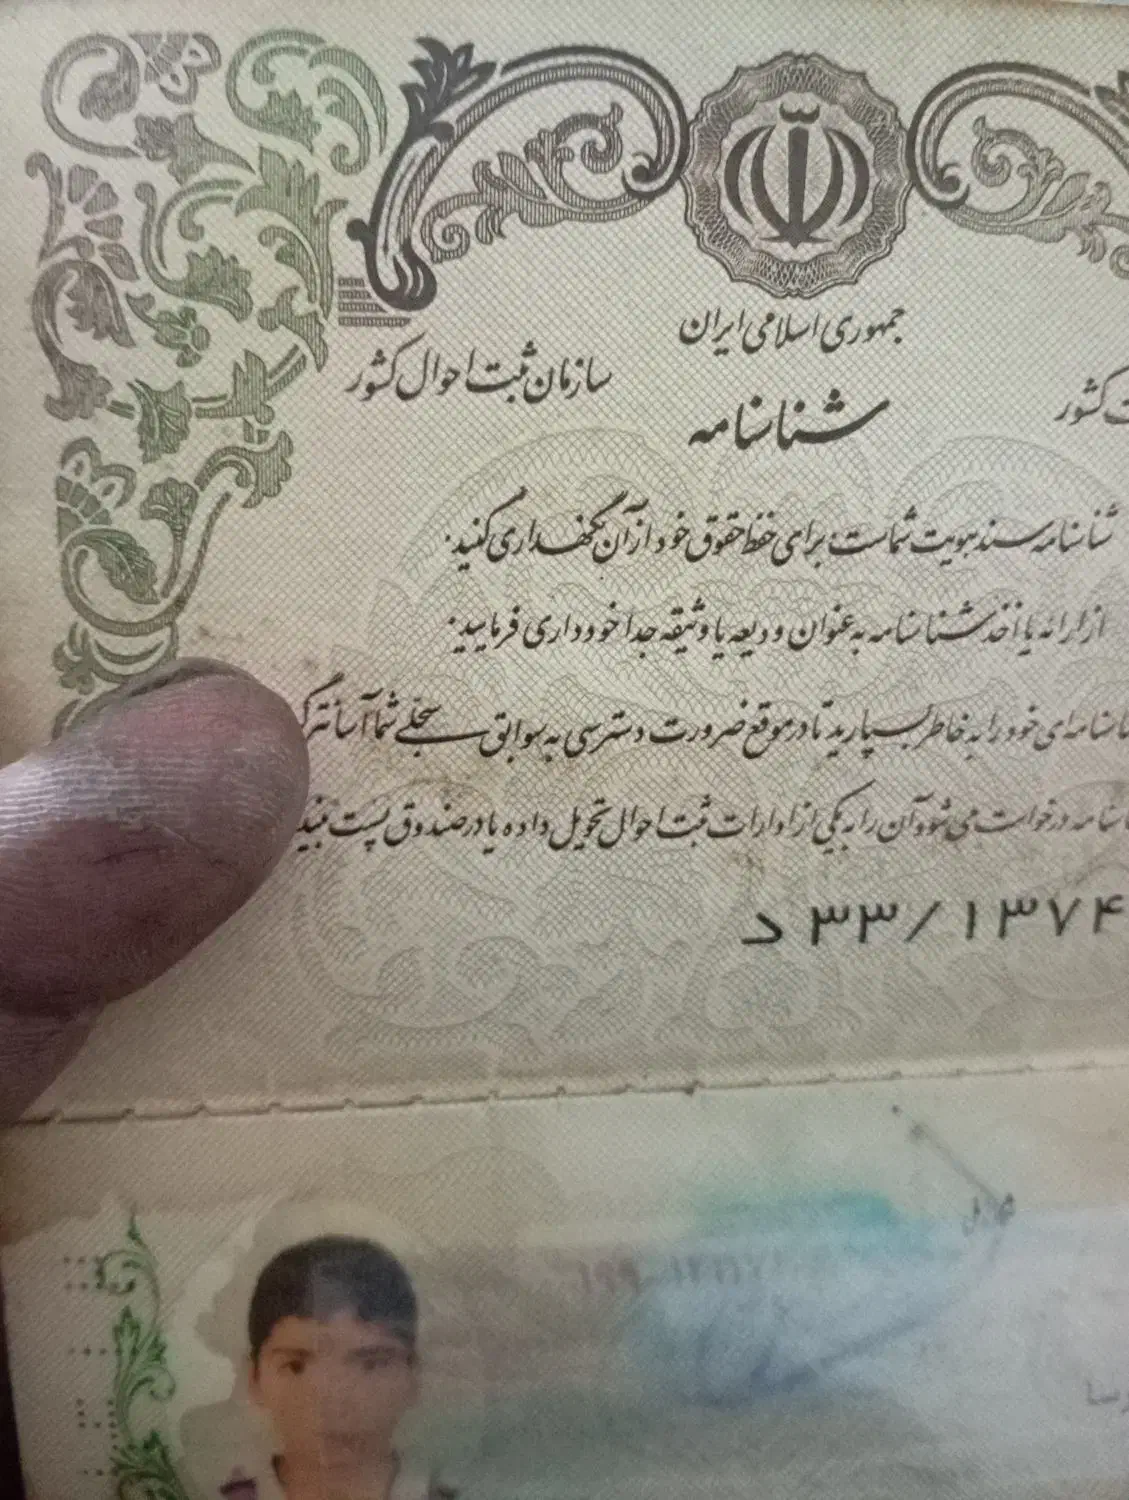 جمهوری اسلامی ایران
سازمان ثبت احوال کشور
ت کشور
شناسنامه
شناسنامه سند هویت شماست؛ برای حفظ حقوق خود از آن نگهداری کنید.
از ارائه یا اخذ شناسنامه به عنوان ودیعه یا وثیقه جداً خودداری فرمایید.
خود را به خاطر بسپارید تا در موقع ضرورت دسترسی به سوابق سجلی شما آسانتر
درخواست می شود آن را به یکی از ادارات ثبت احوال تحویل داده یا در صندوق پست
د ۳۳/۱۳۷۴